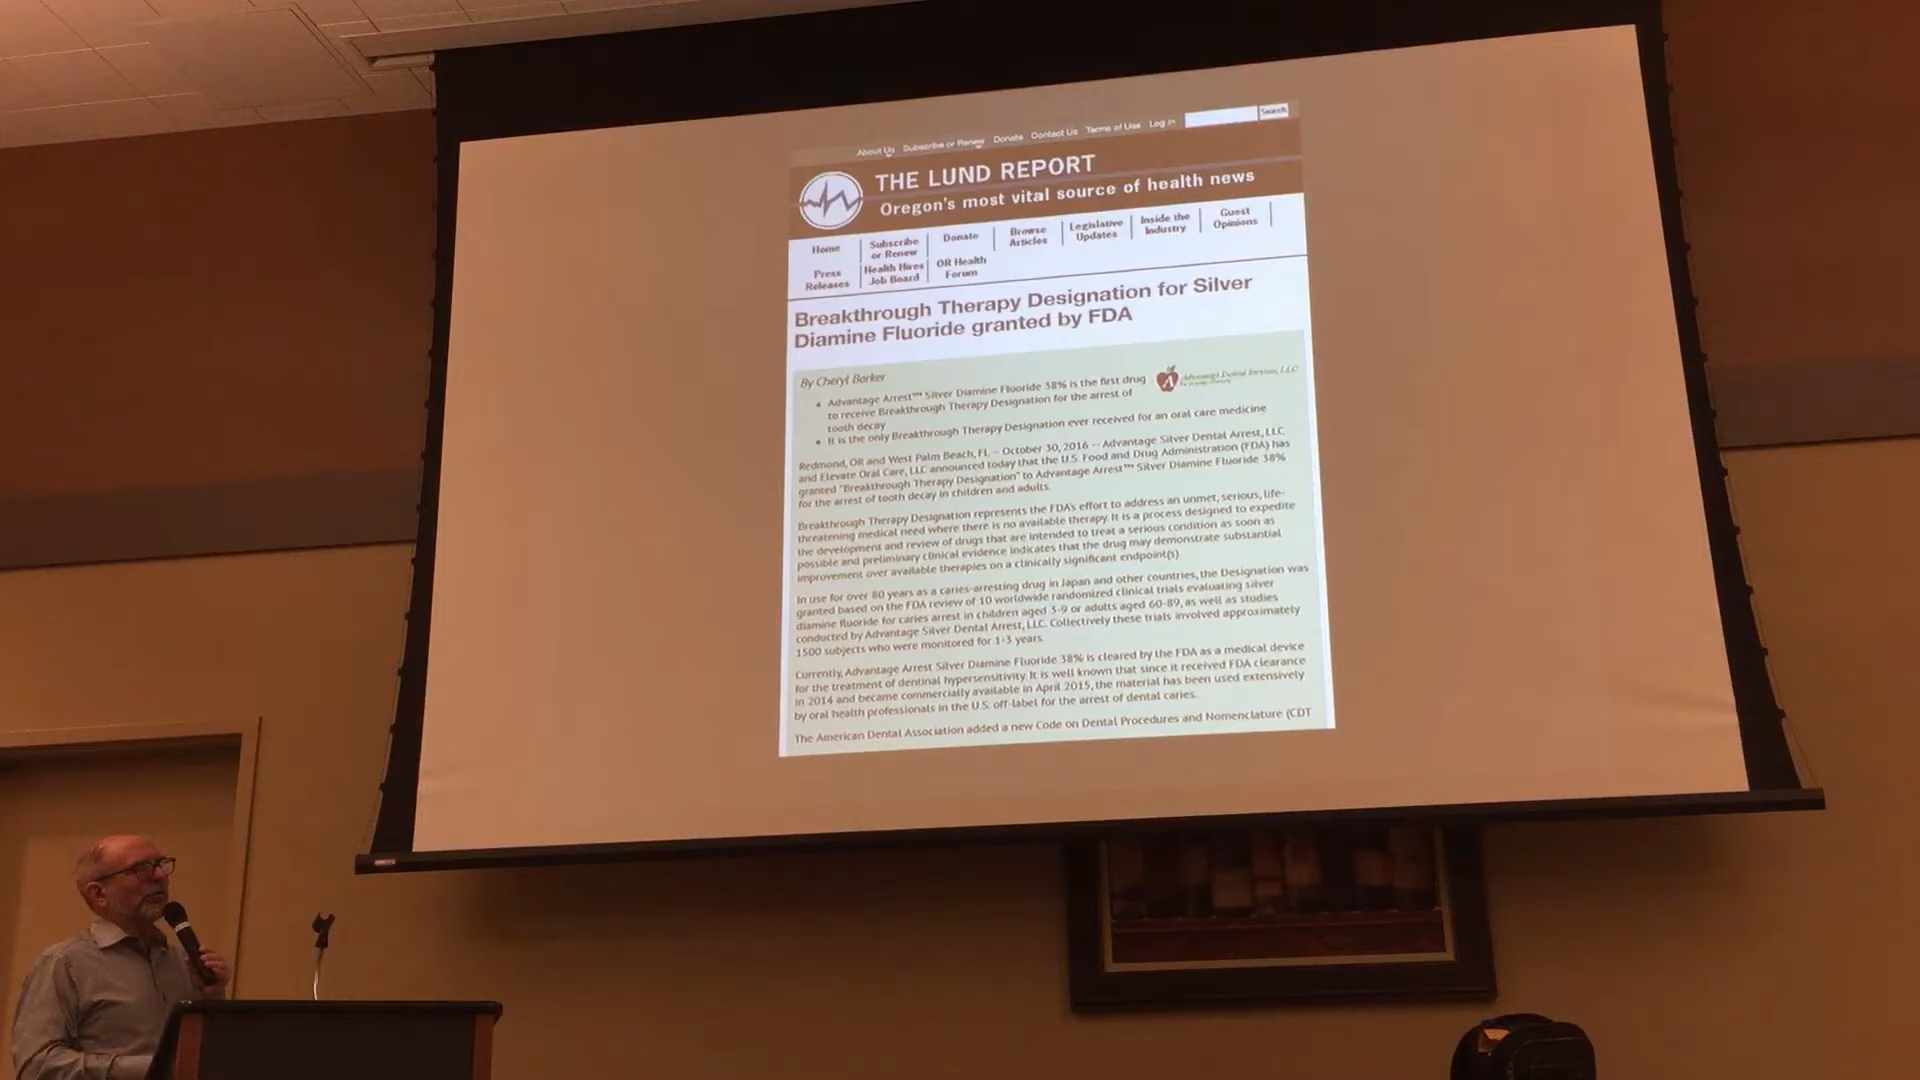 About Us Subscribe or Renew Donate Contact Us Terms of Use Log in Search
THE LUND REPORT
Oregon's most vital source of health news
Home Subscribe or Renew Donate Browse Articles Legislative Updates Inside the Industry Guest Opinions
Press Releases Health Hires Job Board OR Health Forum
Breakthrough Therapy Designation for Silver
Diamine Fluoride granted by FDA
By Cheryl Borker
Advantage Dental Services, LLC
• Advantage Arrest™ Silver Diamine Fluoride 38% is the first drug
to receive Breakthrough Therapy Designation for the arrest of
tooth decay
• It is the only Breakthrough Therapy Designation ever received for an oral care medicine
Redmond, OR and West Palm Beach, FL – October 30, 2016 -- Advantage Silver Dental Arrest, LLC
and Elevate Oral Care, LLC announced today that the U.S. Food and Drug Administration (FDA) has
granted "Breakthrough Therapy Designation" to Advantage Arrest™ Silver Diamine Fluoride 38%
for the arrest of tooth decay in children and adults.
Breakthrough Therapy Designation represents the FDA's effort to address an unmet, serious, life-
threatening medical need where there is no available therapy. It is a process designed to expedite
the development and review of drugs that are intended to treat a serious condition as soon as
possible and preliminary clinical evidence indicates that the drug may demonstrate substantial
improvement over available therapies on a clinically significant endpoint(s).
In use for over 80 years as a caries-arresting drug in Japan and other countries, the Designation was
granted based on the FDA review of 10 worldwide randomized clinical trials evaluating silver
diamine fluoride for caries arrest in children aged 3-9 or adults aged 60-89, as well as studies
conducted by Advantage Silver Dental Arrest, LLC. Collectively these trials involved approximately
1500 subjects who were monitored for 1-3 years.
Currently, Advantage Arrest Silver Diamine Fluoride 38% is cleared by the FDA as a medical device
for the treatment of dentinal hypersensitivity. It is well known that since it received FDA clearance
in 2014 and became commercially available in April 2015, the material has been used extensively
by oral health professionals in the U.S. off-label for the arrest of dental caries.
The American Dental Association added a new Code on Dental Procedures and Nomenclature (CDT